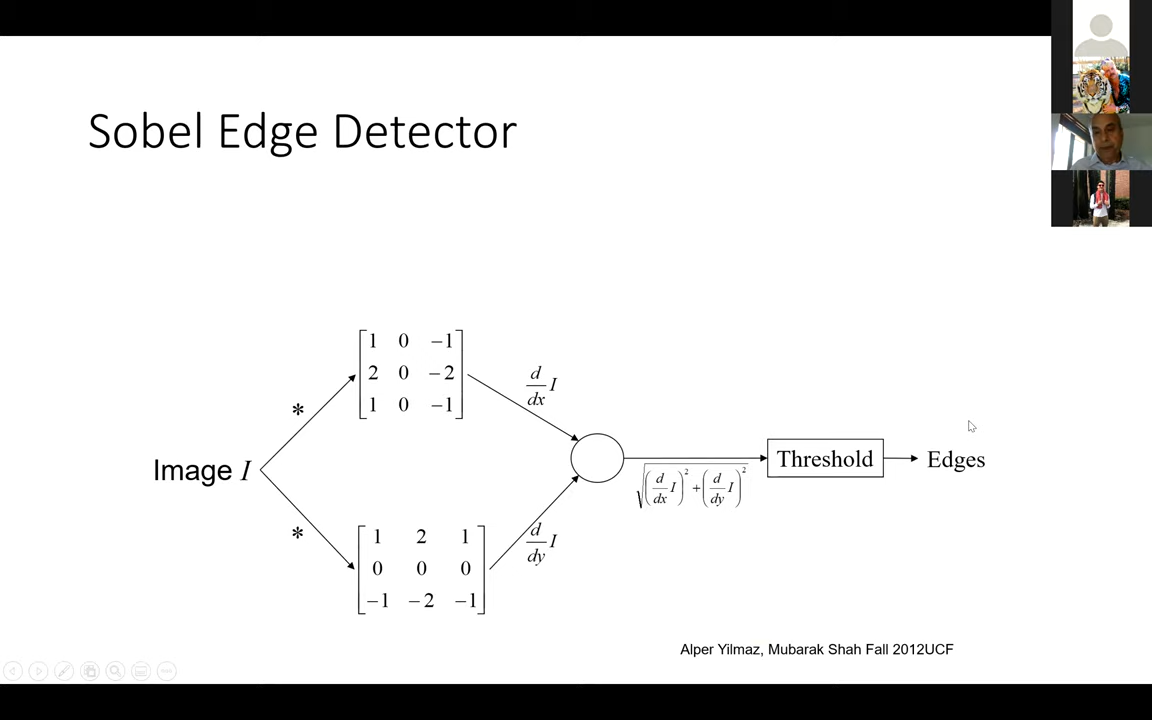 Sobel Edge Detector
1 0 −1
2 0 −2
1 0 −1
d/dx I
*
Image I
√((d/dx I)² + (d/dy I)²)
Threshold
Edges
*
1 2 1
0 0 0
−1 −2 −1
d/dy I
Alper Yilmaz, Mubarak Shah Fall 2012UCF